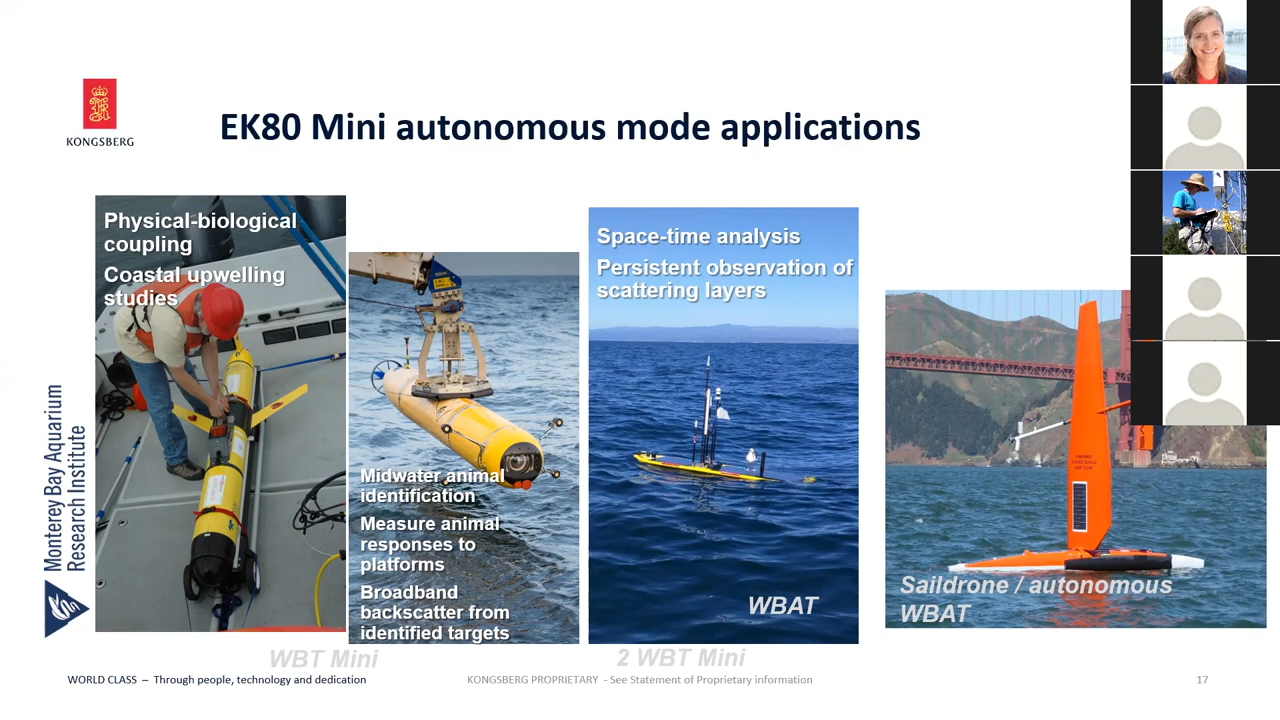 KONGSBERG
EK80 Mini autonomous mode applications
Physical-biological
coupling
Coastal upwelling
studies
Midwater animal
identification
Measure animal
responses to
platforms
Broadband
backscatter from
identified targets
Space-time analysis
Persistent observation of
scattering layers
WBAT
Saildrone / autonomous
WBAT
Monterey Bay Aquarium
Research Institute
WBT Mini
2 WBT Mini
WORLD CLASS – Through people, technology and dedication
KONGSBERG PROPRIETARY - See Statement of Proprietary information
17